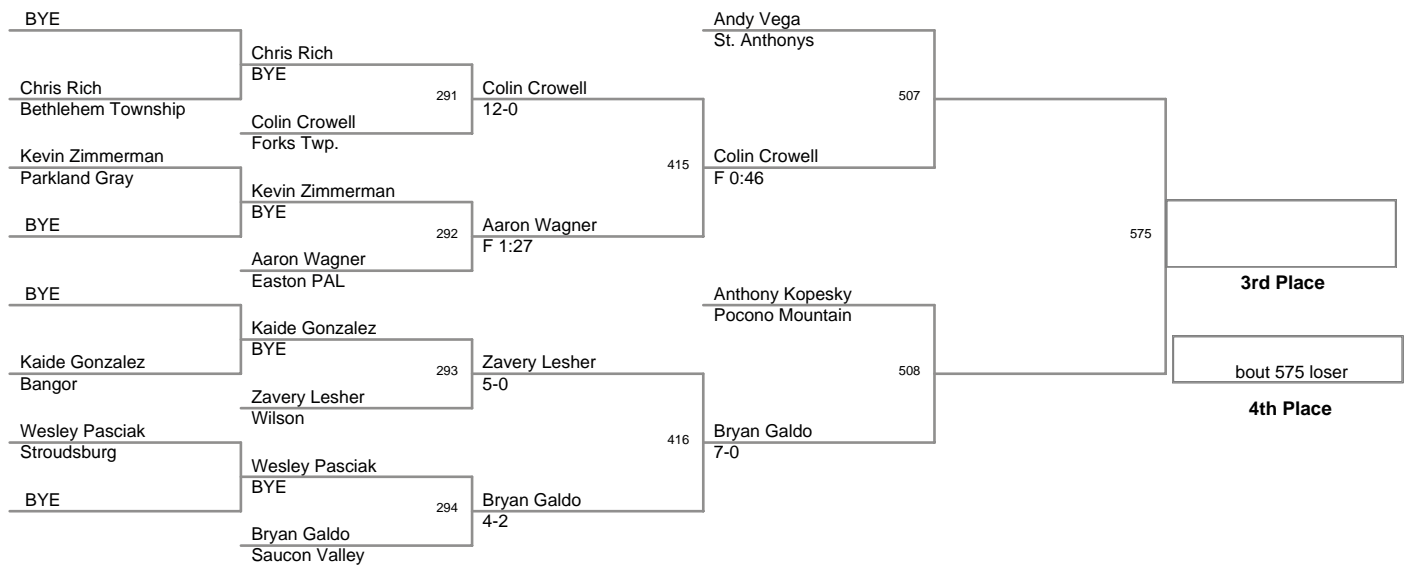 BYE
Chris Rich
Bethlehem Township
Kevin Zimmerman
Parkland Gray
BYE
BYE
Kaide Gonzalez
Bangor
Wesley Pasciak
Stroudsburg
BYE
Chris Rich
BYE
291
Colin Crowell
Forks Twp.
Kevin Zimmerman
BYE
292
Aaron Wagner
Easton PAL
Kaide Gonzalez
BYE
293
Zavery Lesher
Wilson
Wesley Pasciak
BYE
294
Bryan Galdo
Saucon Valley
Colin Crowell
12-0
415
Aaron Wagner
F 1:27
Zavery Lesher
5-0
416
Bryan Galdo
4-2
Andy Vega
St. Anthonys
507
Colin Crowell
F 0:46
Anthony Kopesky
Pocono Mountain
508
Bryan Galdo
7-0
575
3rd Place
bout 575 loser
4th Place